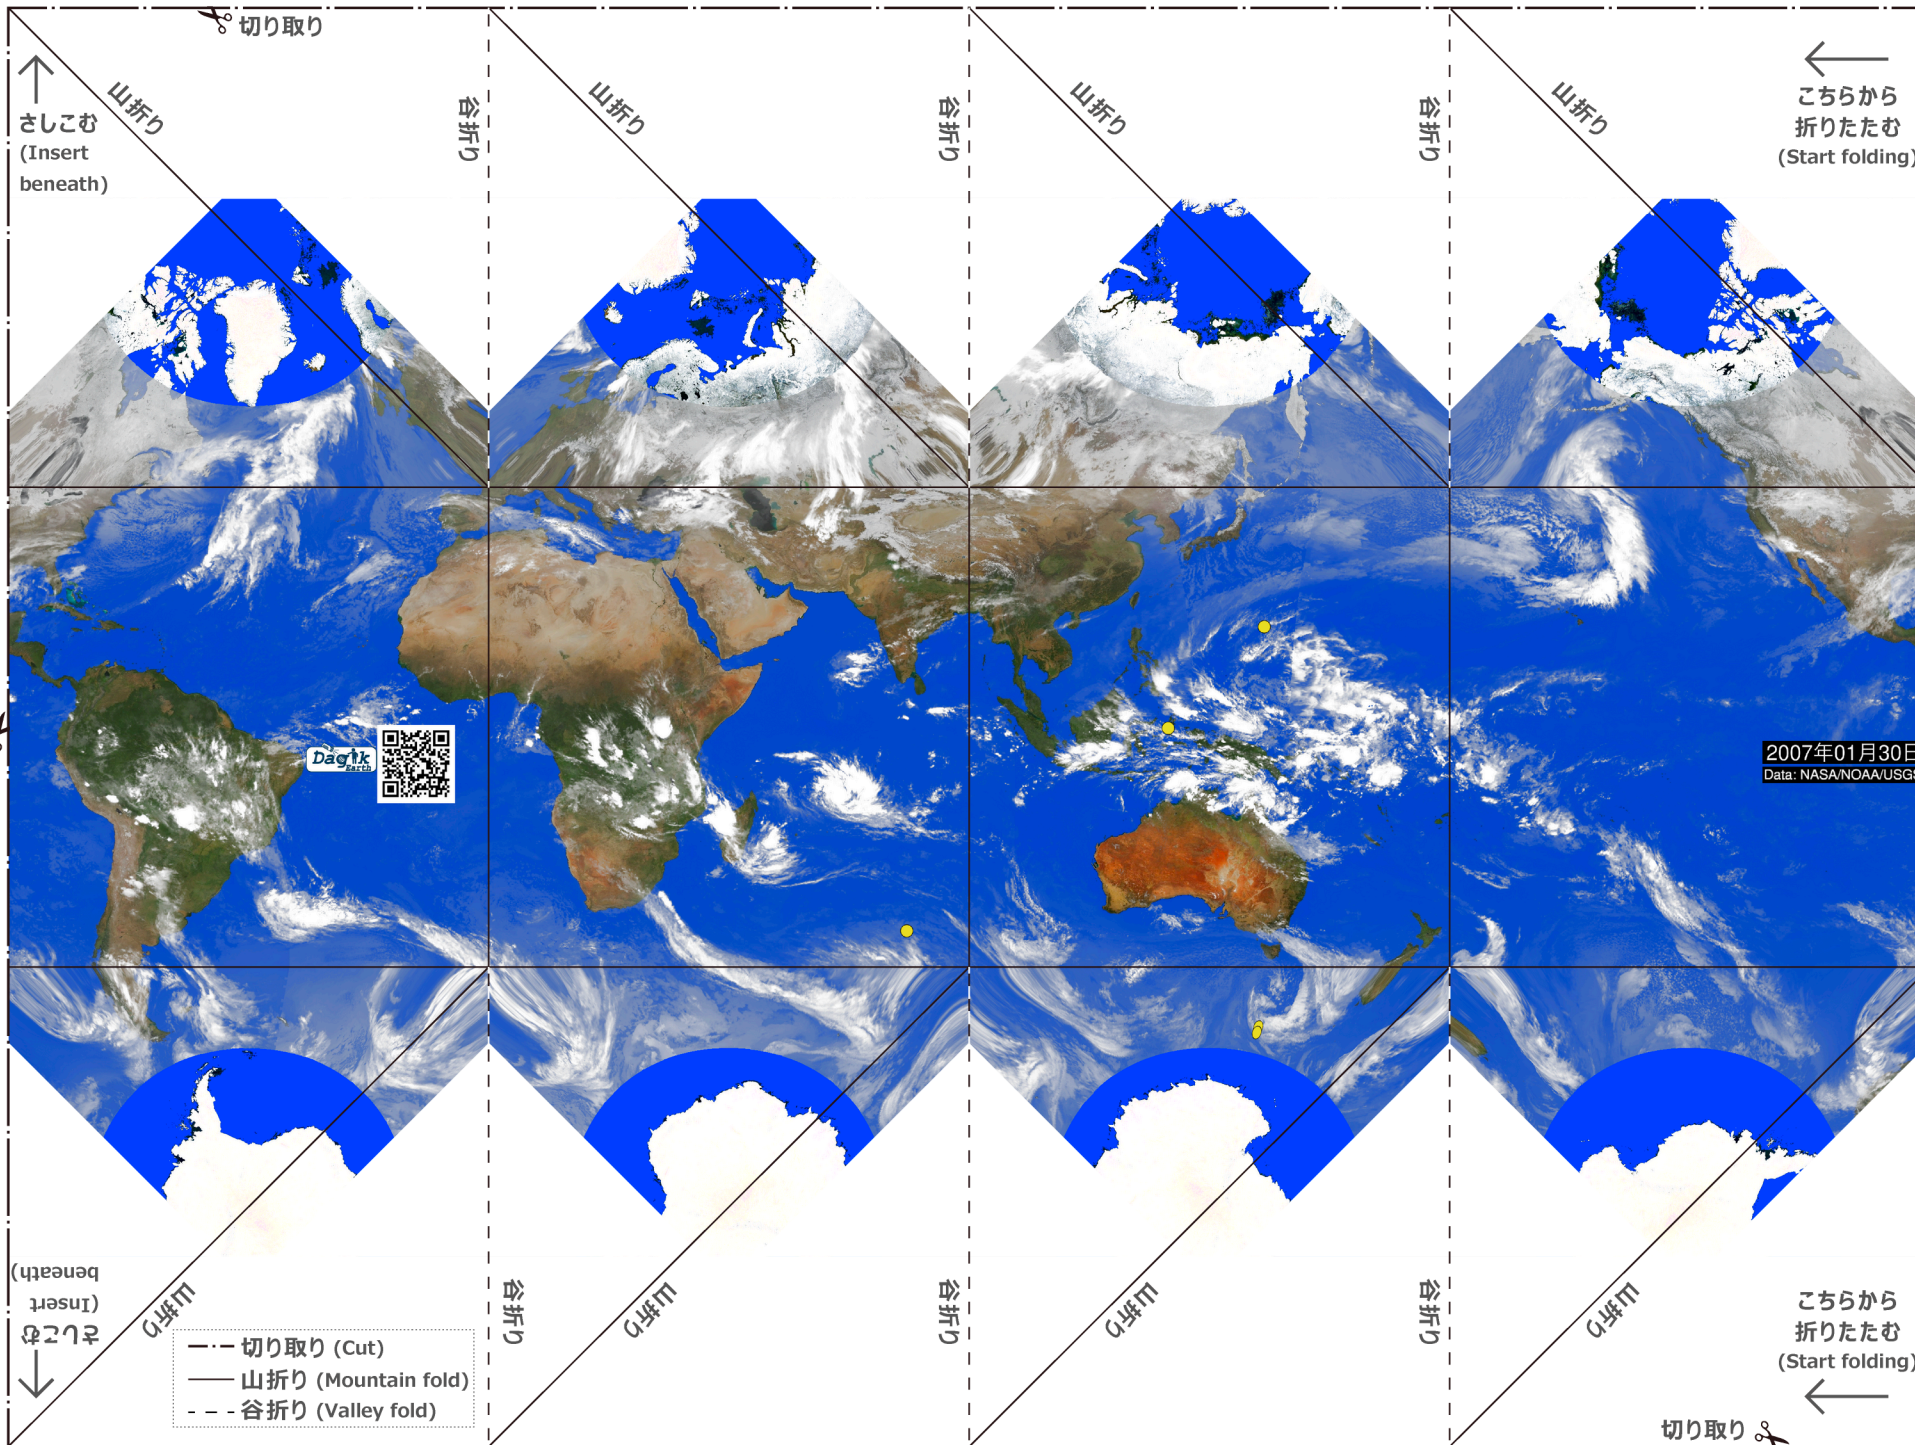 切り取り
山折り
山折り
山折り
山折り
谷折り
谷折り
谷折り
さしこむ
(Insert
beneath)
こちらから
折りたたむ
(Start folding)
Dagik
Earth
2007年01月30日
Data: NASA/NOAA/USGS
さしこむ
(Insert
beneath)
山折り
山折り
山折り
山折り
谷折り
谷折り
谷折り
こちらから
折りたたむ
(Start folding)
切り取り (Cut)
山折り (Mountain fold)
谷折り (Valley fold)
切り取り